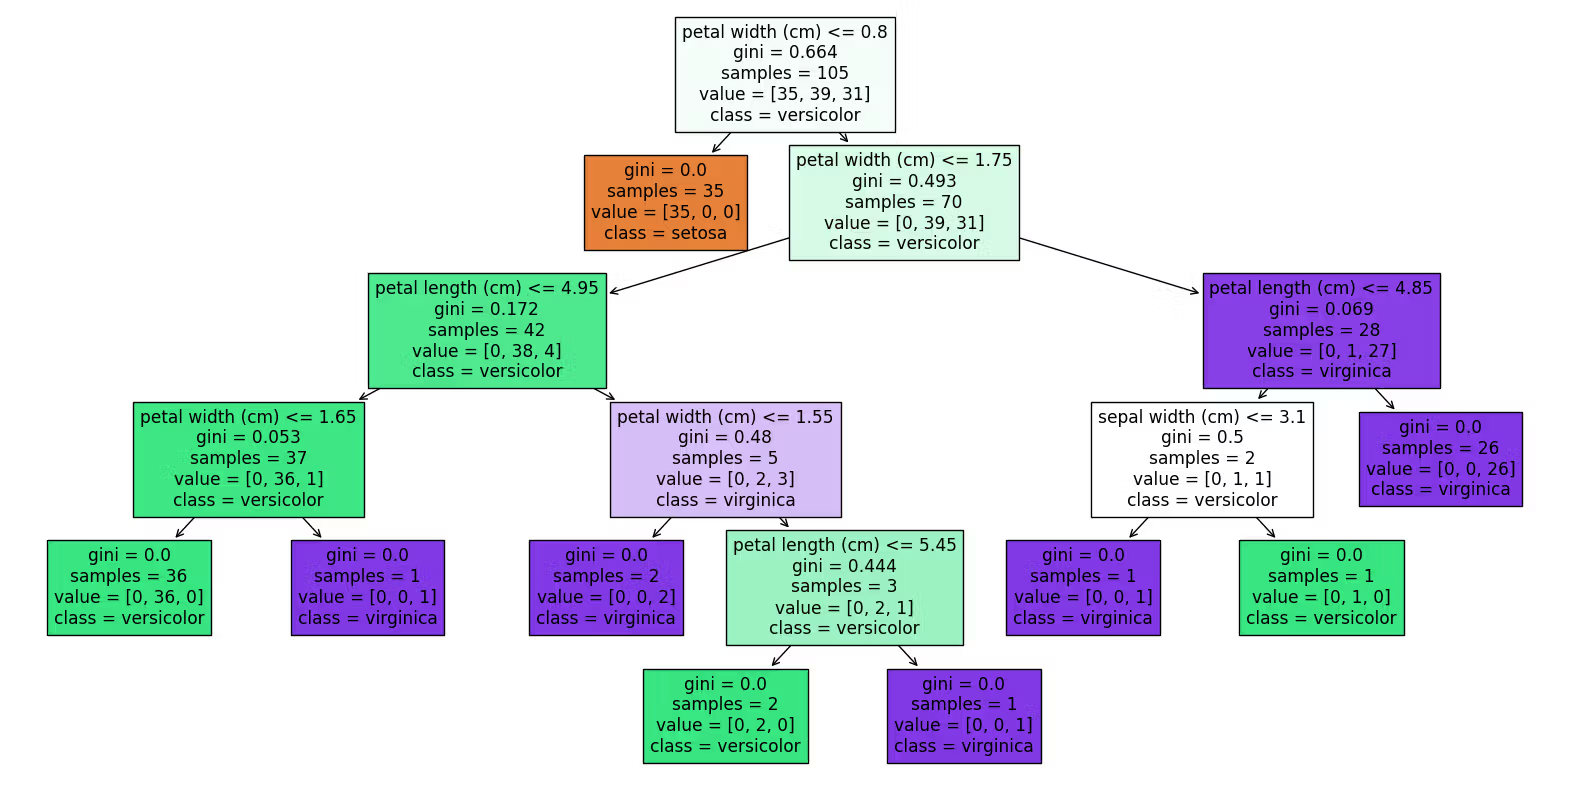 petal width (cm) <= 0.8
gini = 0.664
samples = 105
value = [35, 39, 31]
class = versicolor
gini = 0.0
samples = 35
value = [35, 0, 0]
class = setosa
petal width (cm) <= 1.75
gini = 0.493
samples = 70
value = [0, 39, 31]
class = versicolor
petal length (cm) <= 4.95
gini = 0.172
samples = 42
value = [0, 38, 4]
class = versicolor
petal length (cm) <= 4.85
gini = 0.069
samples = 28
value = [0, 1, 27]
class = virginica
petal width (cm) <= 1.65
gini = 0.053
samples = 37
value = [0, 36, 1]
class = versicolor
petal width (cm) <= 1.55
gini = 0.48
samples = 5
value = [0, 2, 3]
class = virginica
sepal width (cm) <= 3.1
gini = 0.5
samples = 2
value = [0, 1, 1]
class = versicolor
gini = 0.0
samples = 26
value = [0, 0, 26]
class = virginica
gini = 0.0
samples = 36
value = [0, 36, 0]
class = versicolor
gini = 0.0
samples = 1
value = [0, 0, 1]
class = virginica
gini = 0.0
samples = 2
value = [0, 0, 2]
class = virginica
petal length (cm) <= 5.45
gini = 0.444
samples = 3
value = [0, 2, 1]
class = versicolor
gini = 0.0
samples = 1
value = [0, 0, 1]
class = virginica
gini = 0.0
samples = 1
value = [0, 1, 0]
class = versicolor
gini = 0.0
samples = 2
value = [0, 2, 0]
class = versicolor
gini = 0.0
samples = 1
value = [0, 0, 1]
class = virginica